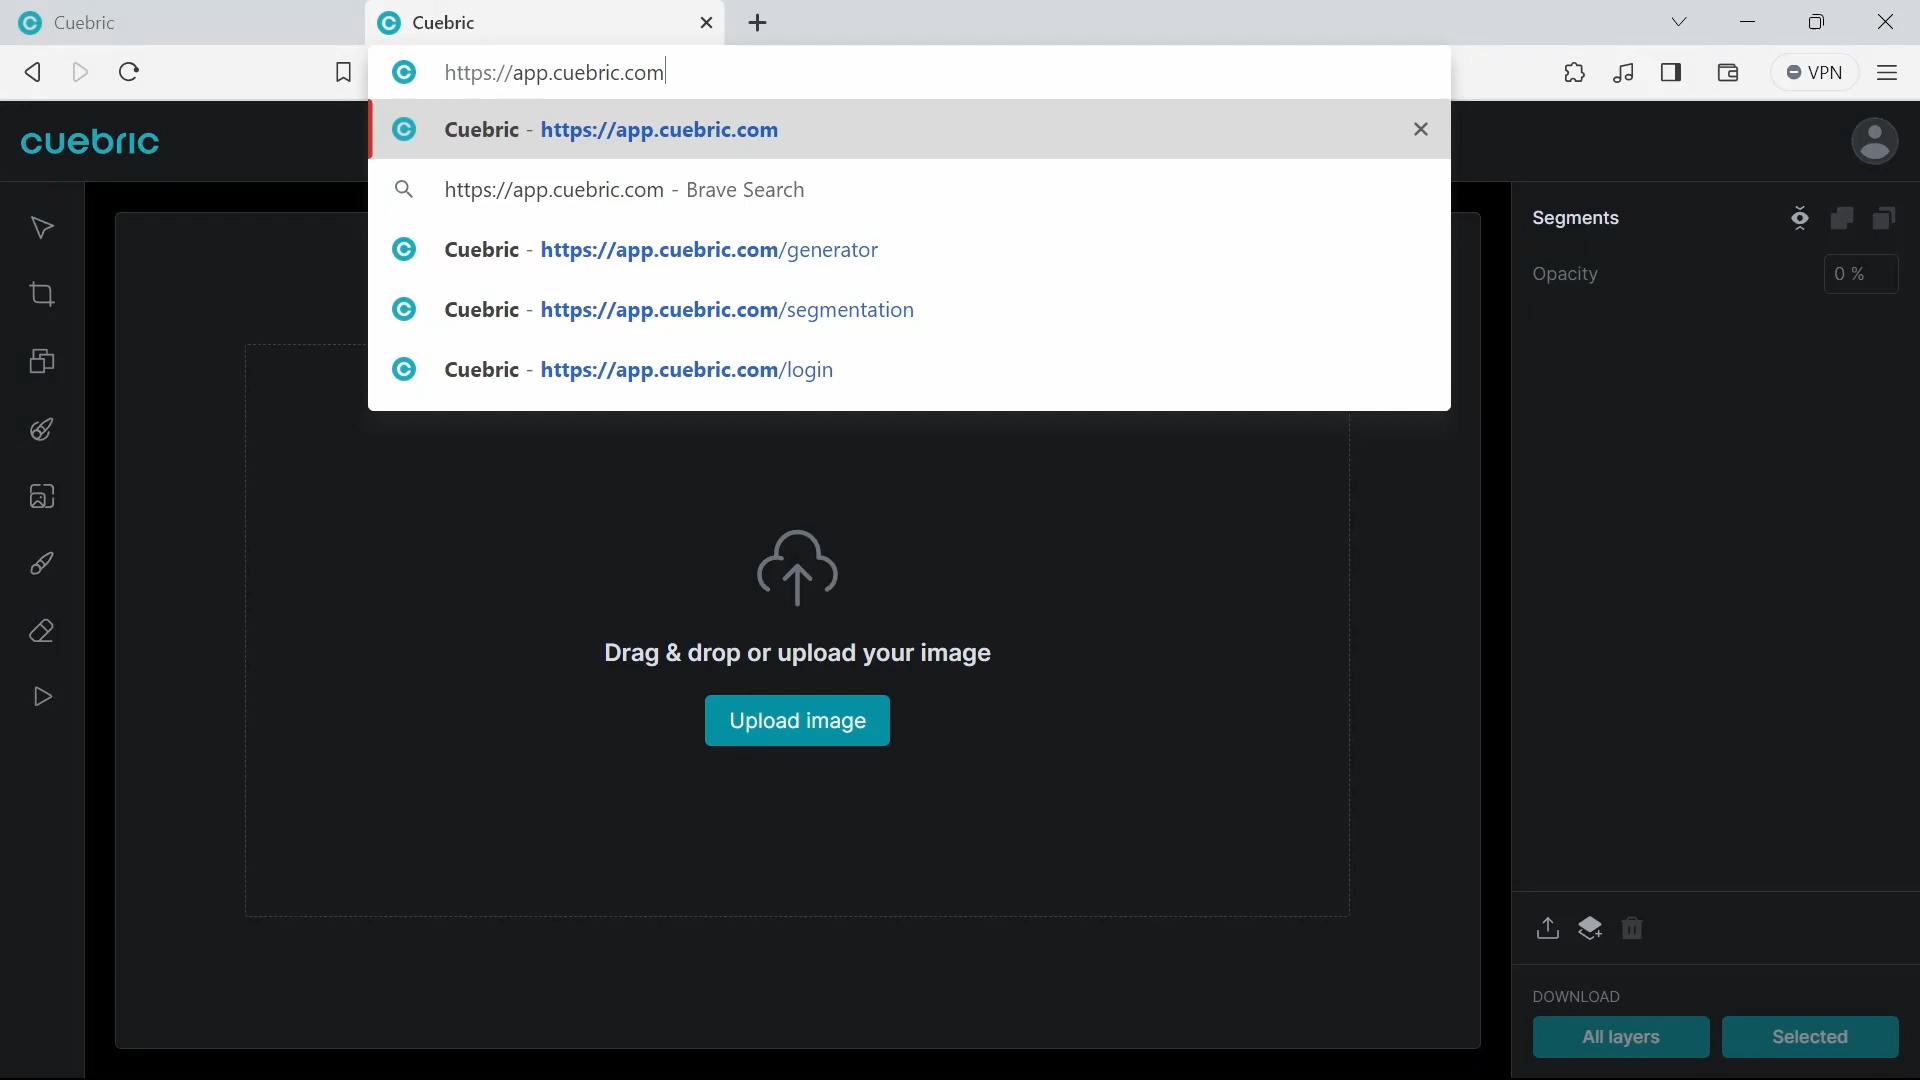 Cuebric
Cuebric
https://app.cuebric.com
VPN
Cuebric - https://app.cuebric.com
https://app.cuebric.com - Brave Search
Cuebric - https://app.cuebric.com/generator
Cuebric - https://app.cuebric.com/segmentation
Cuebric - https://app.cuebric.com/login
cuebric
Segments
Opacity
0 %
Drag & drop or upload your image
Upload image
DOWNLOAD
All layers
Selected